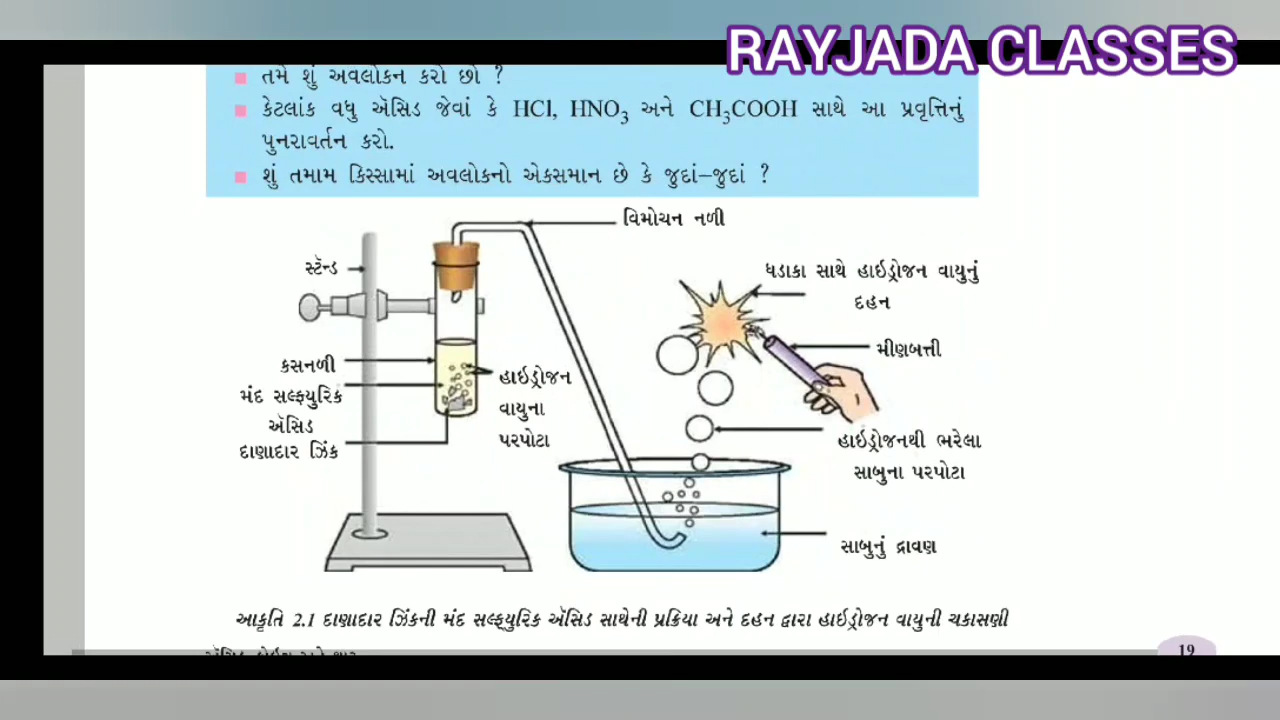 RAYJADA CLASSES
તમે શું અવલોકન કરો છો ?
કેટલાંક વધુ ઍસિડ જેવાં કે HCl, HNO₃ અને CH₃COOH સાથે આ પ્રવૃત્તિનું
પુનરાવર્તન કરો.
શું તમામ કિસ્સામાં અવલોકનો એકસમાન છે કે જુદાં–જુદાં ?
વિમોચન નળી
સ્ટૅન્ડ
ધડાકા સાથે હાઇડ્રોજન વાયુનું
દહન
મીણબત્તી
કસનળી
મંદ સલ્ફ્યુરિક
ઍસિડ
દાણાદાર ઝિંક
હાઇડ્રોજન
વાયુના
પરપોટા
હાઇડ્રોજનથી ભરેલા
સાબુના પરપોટા
સાબુનું દ્રાવણ
આકૃતિ 2.1 દાણાદાર ઝિંકની મંદ સલ્ફ્યુરિક ઍસિડ સાથેની પ્રક્રિયા અને દહન દ્વારા હાઇડ્રોજન વાયુની ચકાસણી
19